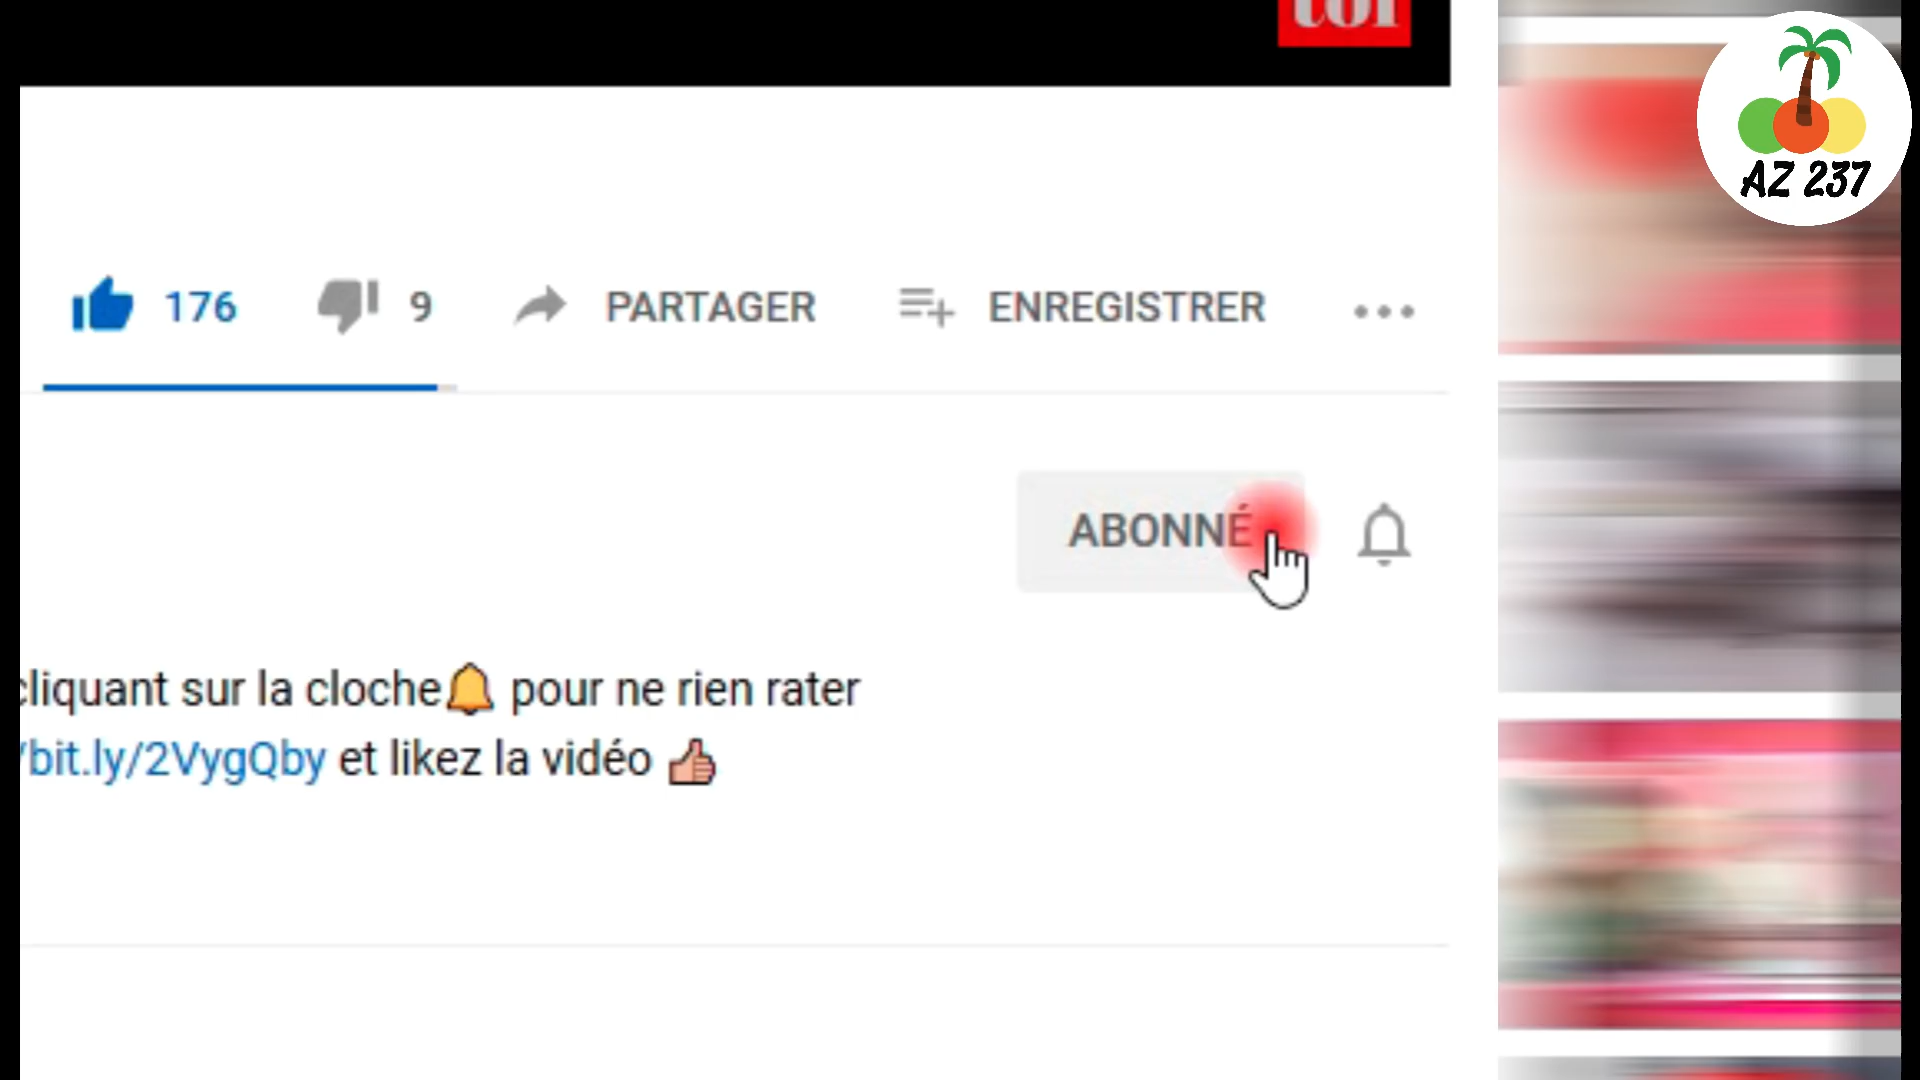 AZ 237
176 9 PARTAGER ENREGISTRER
ABONNÉ
cliquant sur la cloche🔔 pour ne rien rater
/bit.ly/2VygQby et likez la vidéo 👍